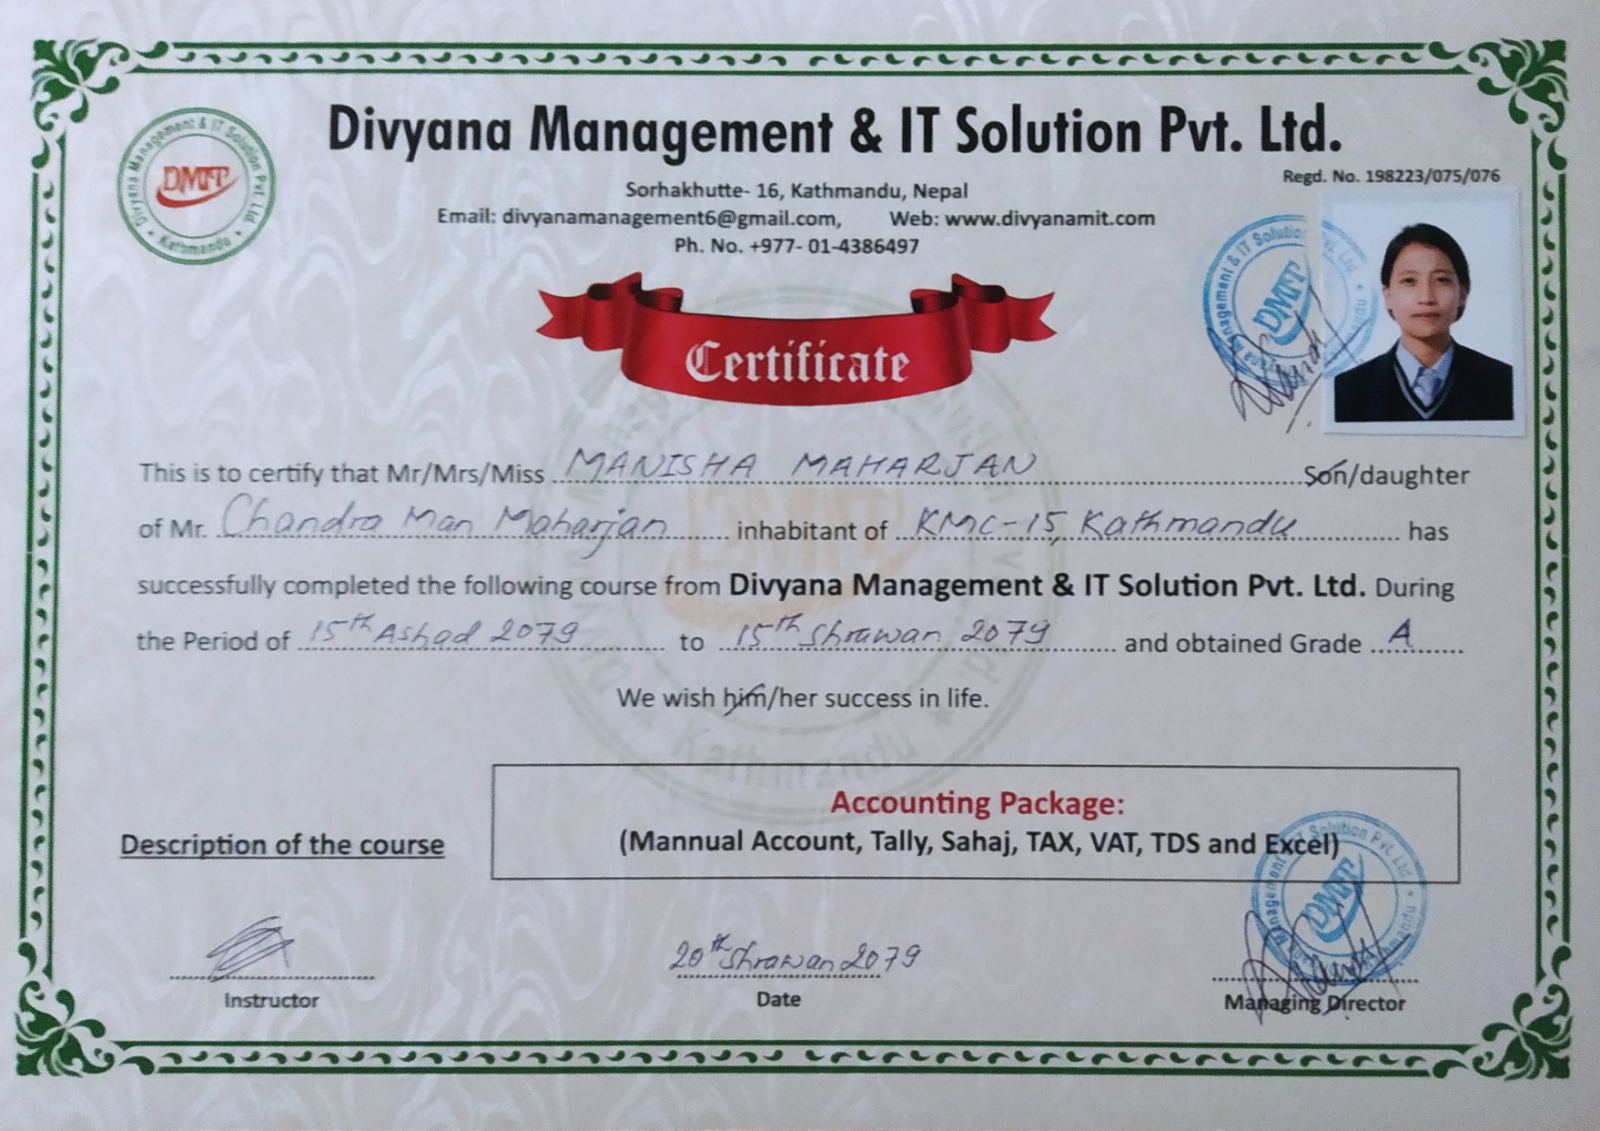 Divyana Management & IT Solution Pvt. Ltd.
Divyana Management & IT Solution Pvt. Ltd.
DMIT
Kathmandu
Regd. No. 198223/075/076
Sorhakhutte- 16, Kathmandu, Nepal
Email: divyanamanagement6@gmail.com, Web: www.divyanamit.com
Ph. No. +977- 01-4386497
Certificate
This is to certify that Mr/Mrs/Miss MANISHA MAHARJAN Son/daughter
of Mr. Chandra Man Maharjan inhabitant of KMC-15, Kathmandu has
successfully completed the following course from Divyana Management & IT Solution Pvt. Ltd. During
the Period of 15th Ashad 2079 to 15th Shrawan 2079 and obtained Grade A
We wish him/her success in life.
Accounting Package:
Description of the course (Mannual Account, Tally, Sahaj, TAX, VAT, TDS and Excel)
20th Shrawan 2079
Instructor Date Managing Director